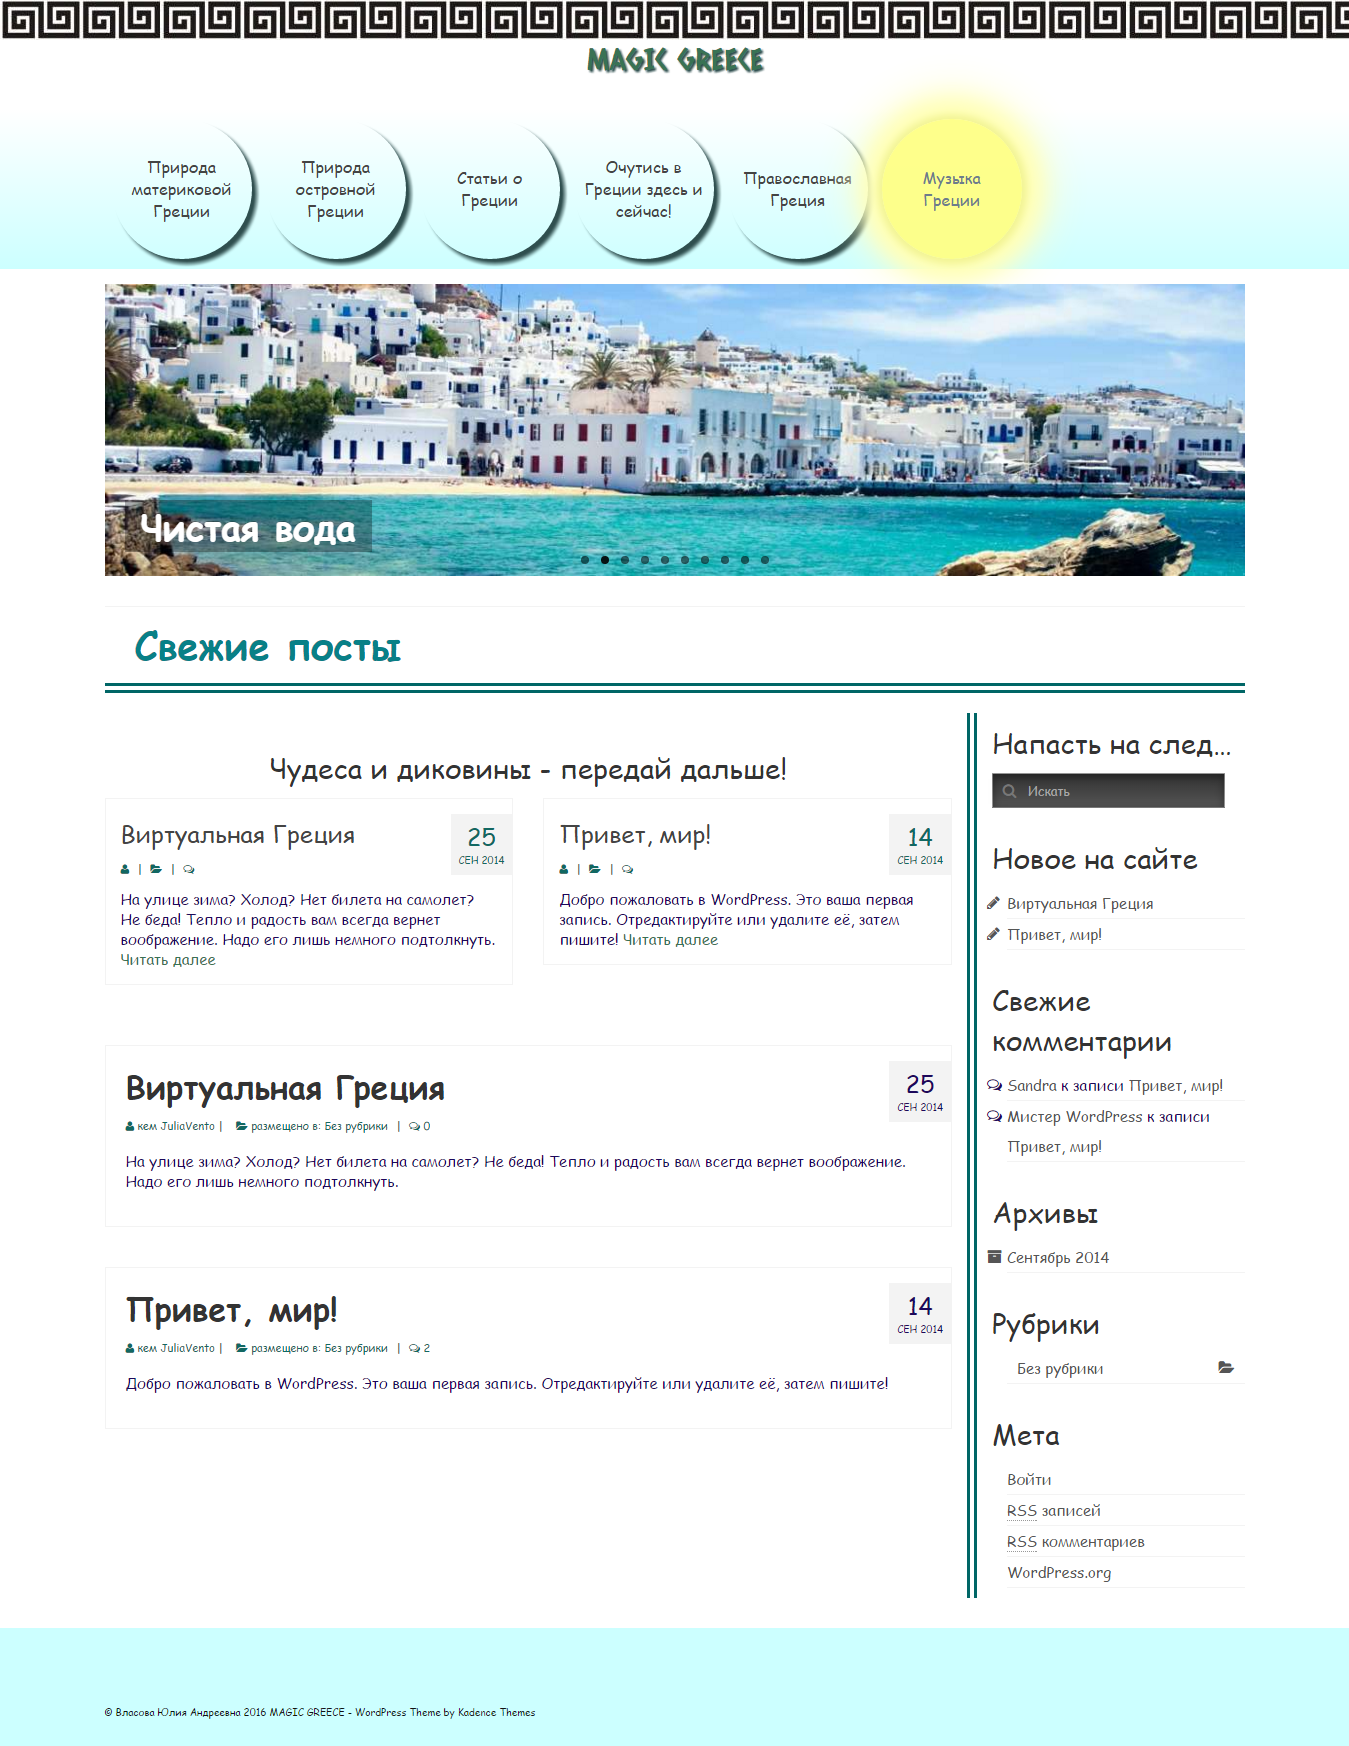 MAGIC GREECE
Природа
материковой
Греции
Природа
островной
Греции
Статьи о
Греции
Очутись в
Греции здесь и
сейчас!
Православная
Греция
Музыка
Греции
Чистая вода
Свежие посты
Чудеса и диковины - передай дальше!
Виртуальная Греция
25
СЕН 2014
| |
На улице зима? Холод? Нет билета на самолет?
Не беда! Тепло и радость вам всегда вернет
воображение. Надо его лишь немного подтолкнуть.
Читать далее
Привет, мир!
14
СЕН 2014
| |
Добро пожаловать в WordPress. Это ваша первая
запись. Отредактируйте или удалите её, затем
пишите! Читать далее
Виртуальная Греция
25
СЕН 2014
кем JuliaVento | размещено в: Без рубрики | 0
На улице зима? Холод? Нет билета на самолет? Не беда! Тепло и радость вам всегда вернет воображение.
Надо его лишь немного подтолкнуть.
Привет, мир!
14
СЕН 2014
кем JuliaVento | размещено в: Без рубрики | 2
Добро пожаловать в WordPress. Это ваша первая запись. Отредактируйте или удалите её, затем пишите!
Напасть на след...
Искать
Новое на сайте
Виртуальная Греция
Привет, мир!
Свежие
комментарии
Sandra к записи Привет, мир!
Мистер WordPress к записи
Привет, мир!
Архивы
Сентябрь 2014
Рубрики
Без рубрики
Мета
Войти
RSS записей
RSS комментариев
WordPress.org
© Власова Юлия Андреевна 2016 MAGIC GREECE - WordPress Theme by Kadence Themes